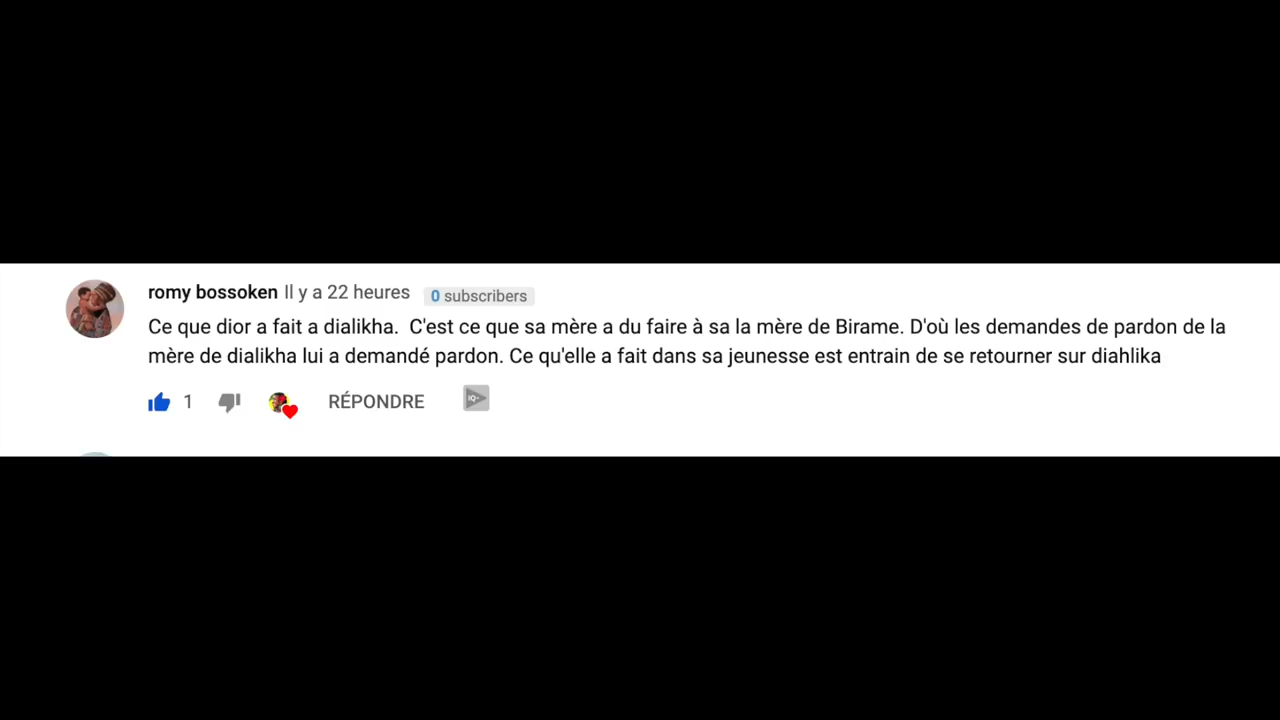 romy bossoken Il y a 22 heures 0 subscribers
Ce que dior a fait a dialikha.  C'est ce que sa mère a du faire à sa la mère de Birame. D'où les demandes de pardon de la
mère de dialikha lui a demandé pardon. Ce qu'elle a fait dans sa jeunesse est entrain de se retourner sur diahlika
1 RÉPONDRE IQ